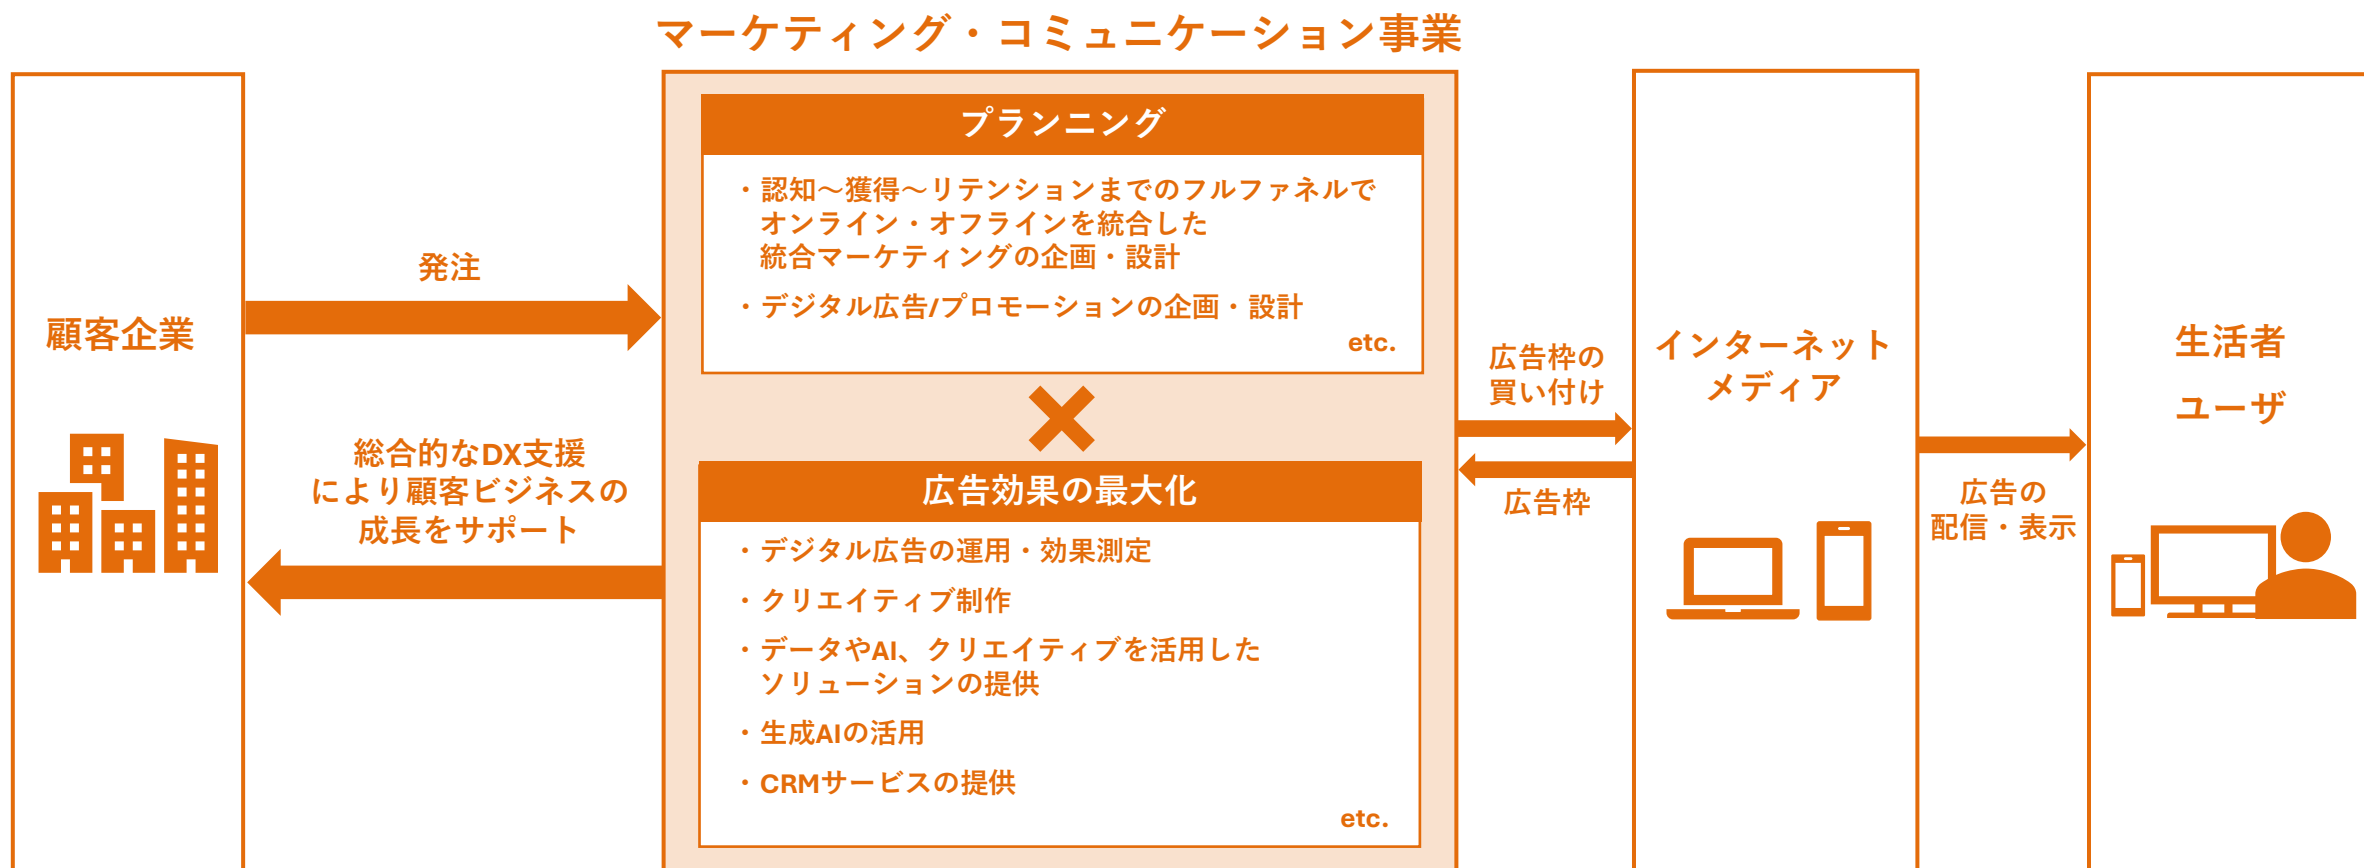 マーケティング・コミュニケーション事業
顧客企業
発注
総合的なDX支援
により顧客ビジネスの
成長をサポート
プランニング
・認知～獲得～リテンションまでのフルファネルで
オンライン・オフラインを統合した
統合マーケティングの企画・設計
・デジタル広告/プロモーションの企画・設計
etc.
広告効果の最大化
・デジタル広告の運用・効果測定
・クリエイティブ制作
・データやAI、クリエイティブを活用した
ソリューションの提供
・生成AIの活用
・CRMサービスの提供
etc.
広告枠の
買い付け
広告枠
インターネット
メディア
広告の
配信・表示
生活者
ユーザ